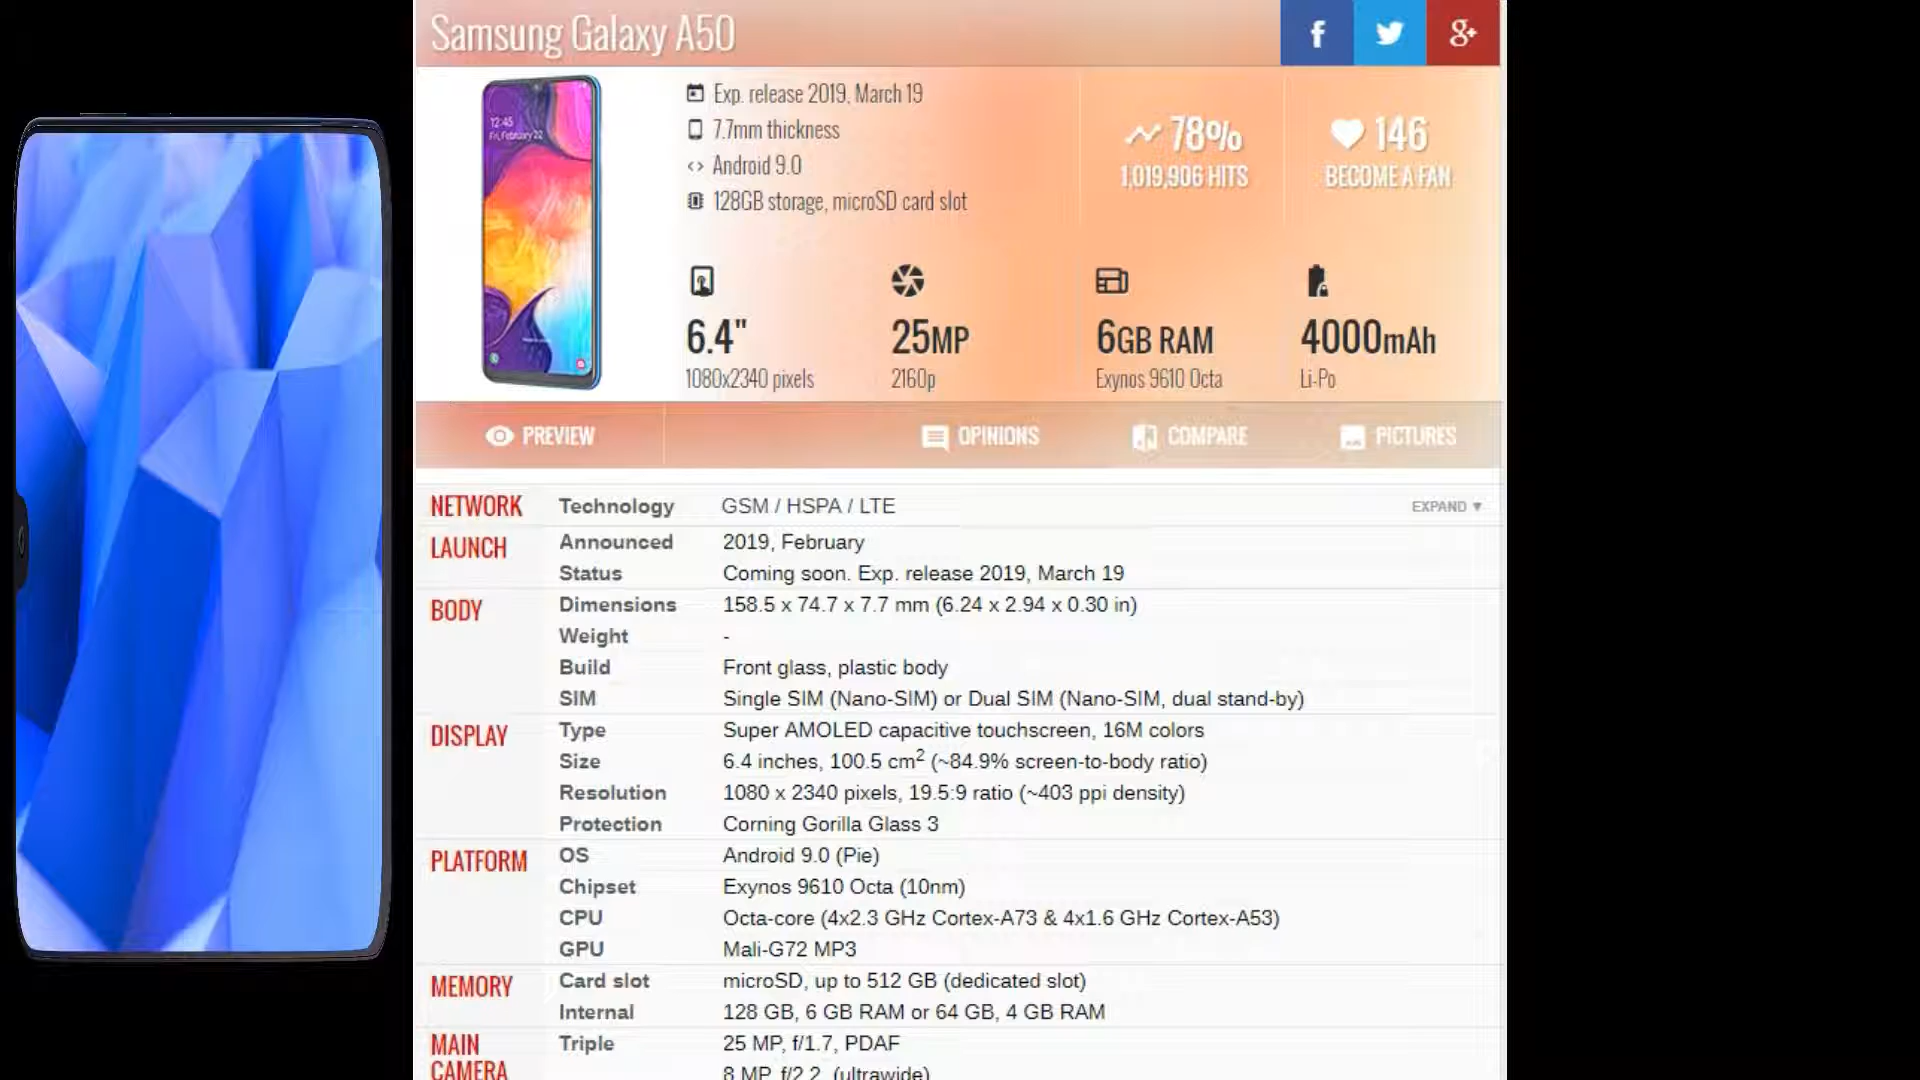 Samsung Galaxy A50
f
g+
12:45
Fri, February 22
Exp. release 2019, March 19
7.7mm thickness
Android 9.0
128GB storage, microSD card slot
78%
1,019,906 HITS
146
BECOME A FAN
6.4"
1080x2340 pixels
25MP
2160p
6GB RAM
Exynos 9610 Octa
4000mAh
Li-Po
PREVIEW
OPINIONS
COMPARE
PICTURES
NETWORK Technology GSM / HSPA / LTE EXPAND ▼
LAUNCH Announced 2019, February
Status Coming soon. Exp. release 2019, March 19
BODY Dimensions 158.5 x 74.7 x 7.7 mm (6.24 x 2.94 x 0.30 in)
Weight -
Build Front glass, plastic body
SIM Single SIM (Nano-SIM) or Dual SIM (Nano-SIM, dual stand-by)
DISPLAY Type Super AMOLED capacitive touchscreen, 16M colors
Size 6.4 inches, 100.5 cm2 (~84.9% screen-to-body ratio)
Resolution 1080 x 2340 pixels, 19.5:9 ratio (~403 ppi density)
Protection Corning Gorilla Glass 3
PLATFORM OS Android 9.0 (Pie)
Chipset Exynos 9610 Octa (10nm)
CPU Octa-core (4x2.3 GHz Cortex-A73 & 4x1.6 GHz Cortex-A53)
GPU Mali-G72 MP3
MEMORY Card slot microSD, up to 512 GB (dedicated slot)
Internal 128 GB, 6 GB RAM or 64 GB, 4 GB RAM
MAIN Triple 25 MP, f/1.7, PDAF
CAMERA 8 MP, f/2.2, (ultrawide)